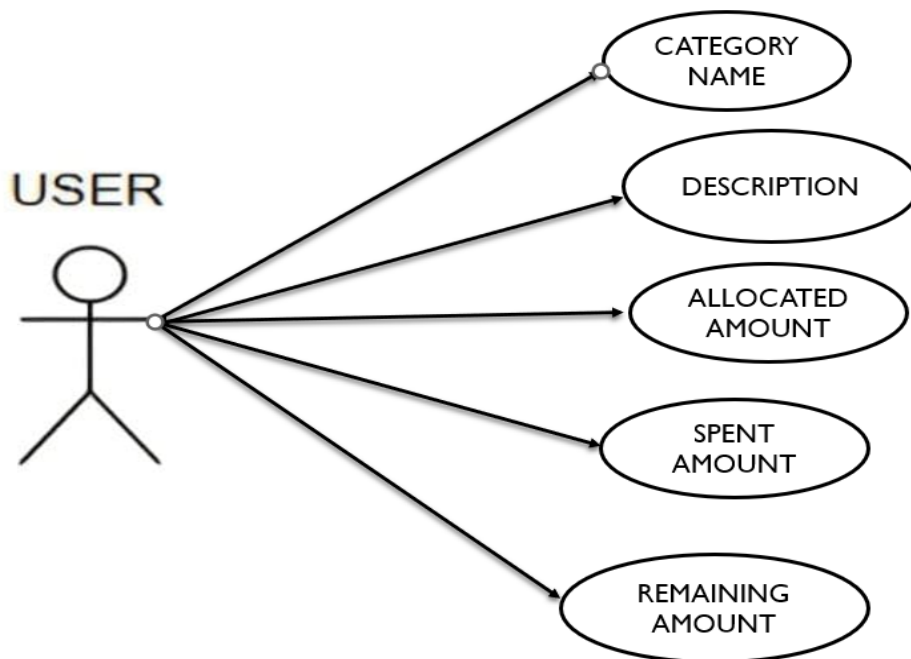 CATEGORY
NAME
USER
DESCRIPTION
ALLOCATED
AMOUNT
SPENT
AMOUNT
REMAINING
AMOUNT